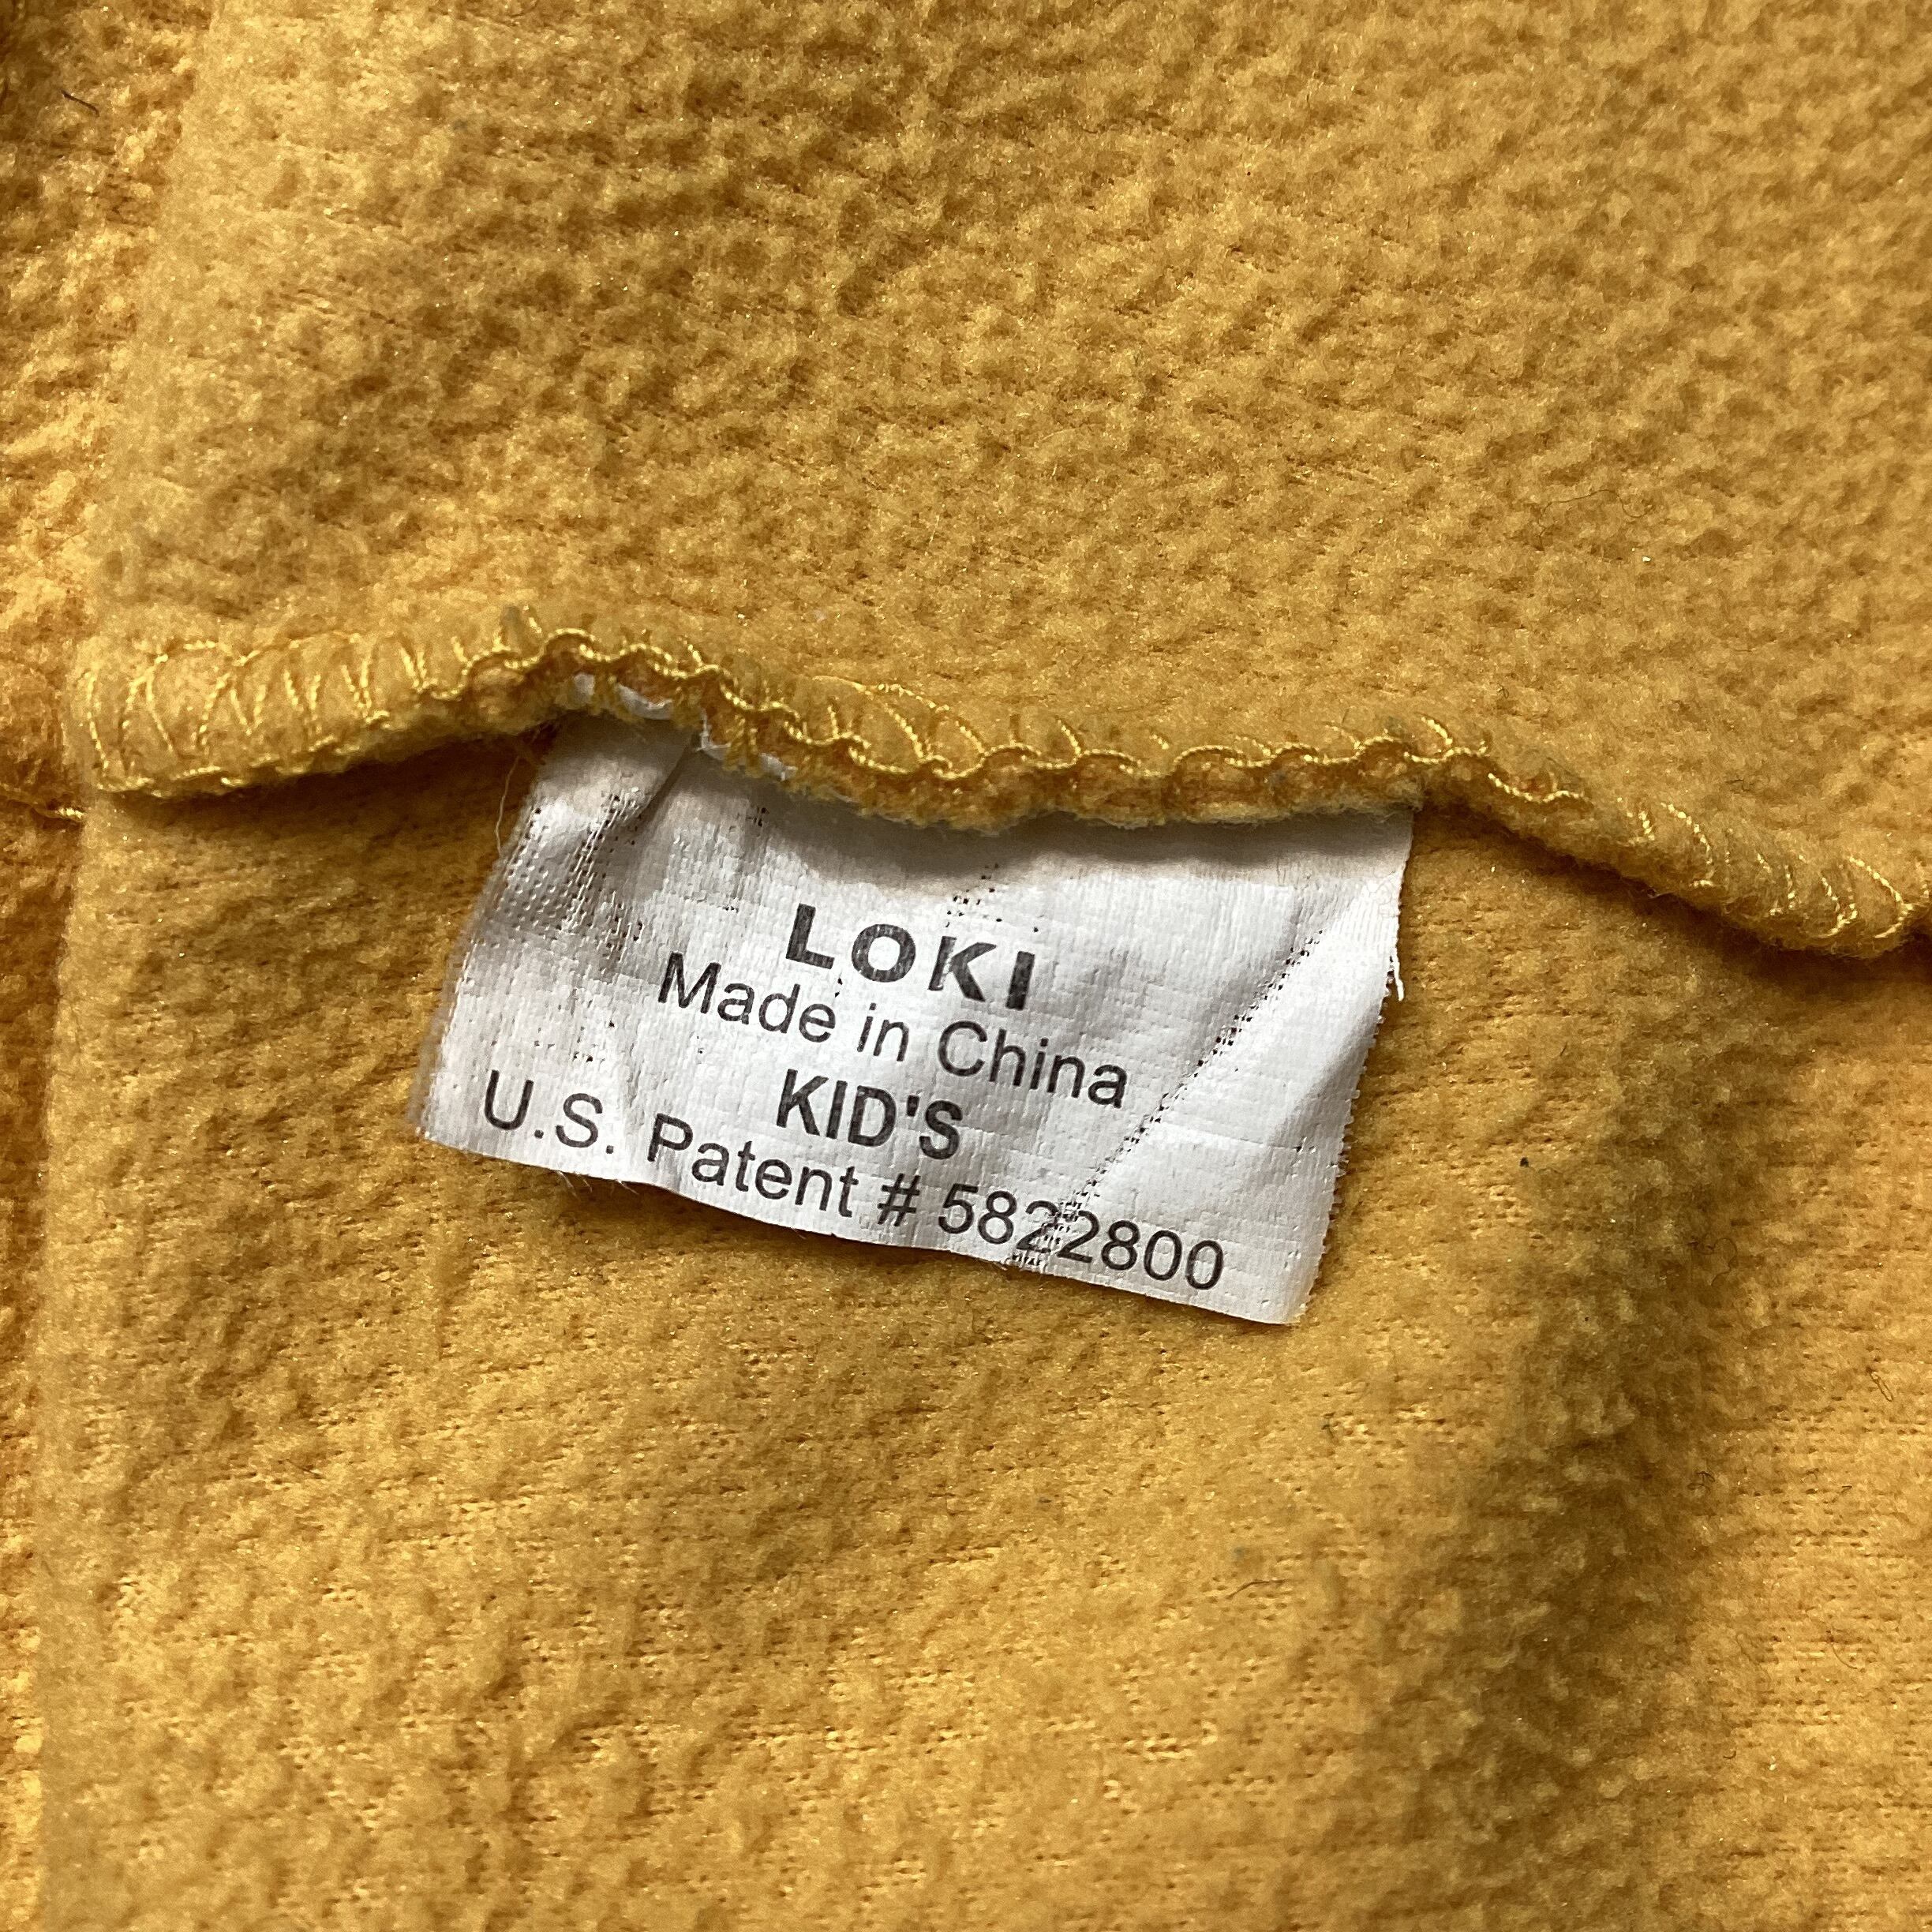 LOKI
Made in China
KID'S
U.S. Patent # 5822800